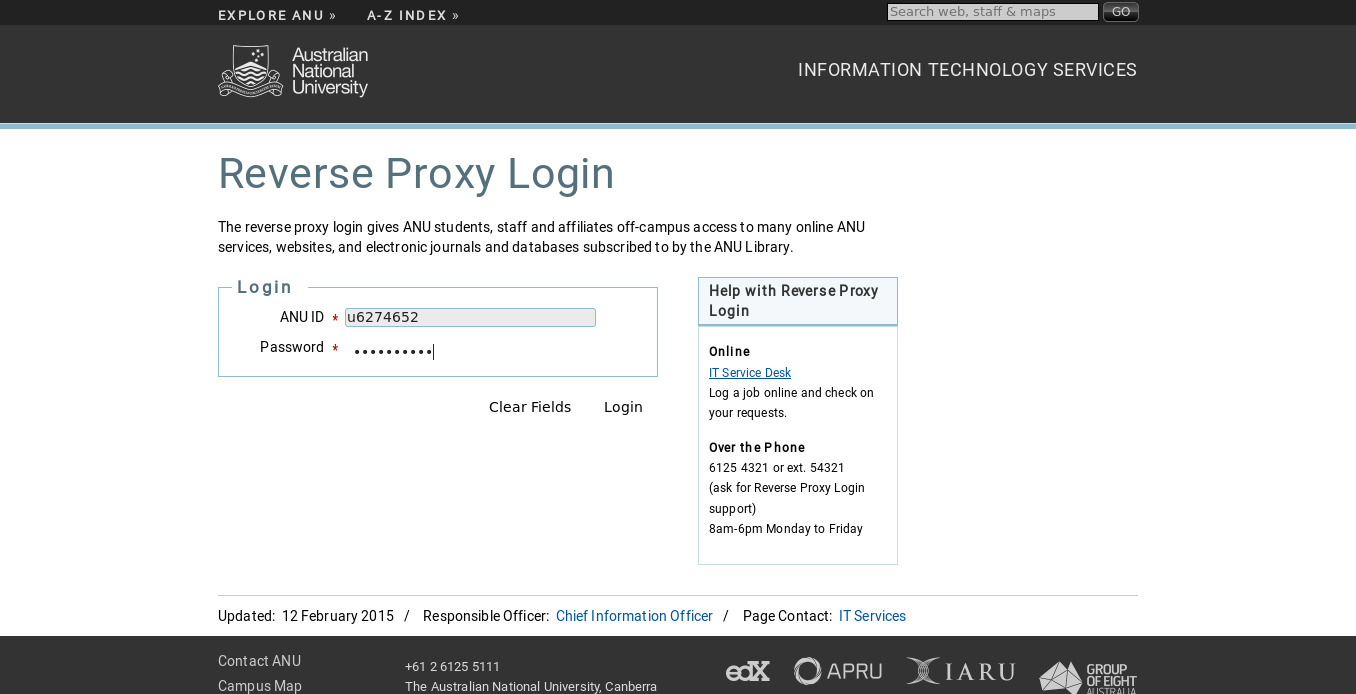 EXPLORE ANU »
A-Z INDEX »
Search web, staff & maps
GO
Australian
National
University
INFORMATION TECHNOLOGY SERVICES
Reverse Proxy Login
The reverse proxy login gives ANU students, staff and affiliates off-campus access to many online ANU
services, websites, and electronic journals and databases subscribed to by the ANU Library.
Login
ANU ID * u6274652
Password * ••••••••••
Clear Fields
Login
Help with Reverse Proxy
Login
Online
IT Service Desk
Log a job online and check on
your requests.
Over the Phone
6125 4321 or ext. 54321
(ask for Reverse Proxy Login
support)
8am-6pm Monday to Friday
Updated: 12 February 2015 / Responsible Officer: Chief Information Officer / Page Contact: IT Services
Contact ANU
Campus Map
+61 2 6125 5111
The Australian National University, Canberra
edX
APRU
IARU
GROUP
OF EIGHT
AUSTRALIA